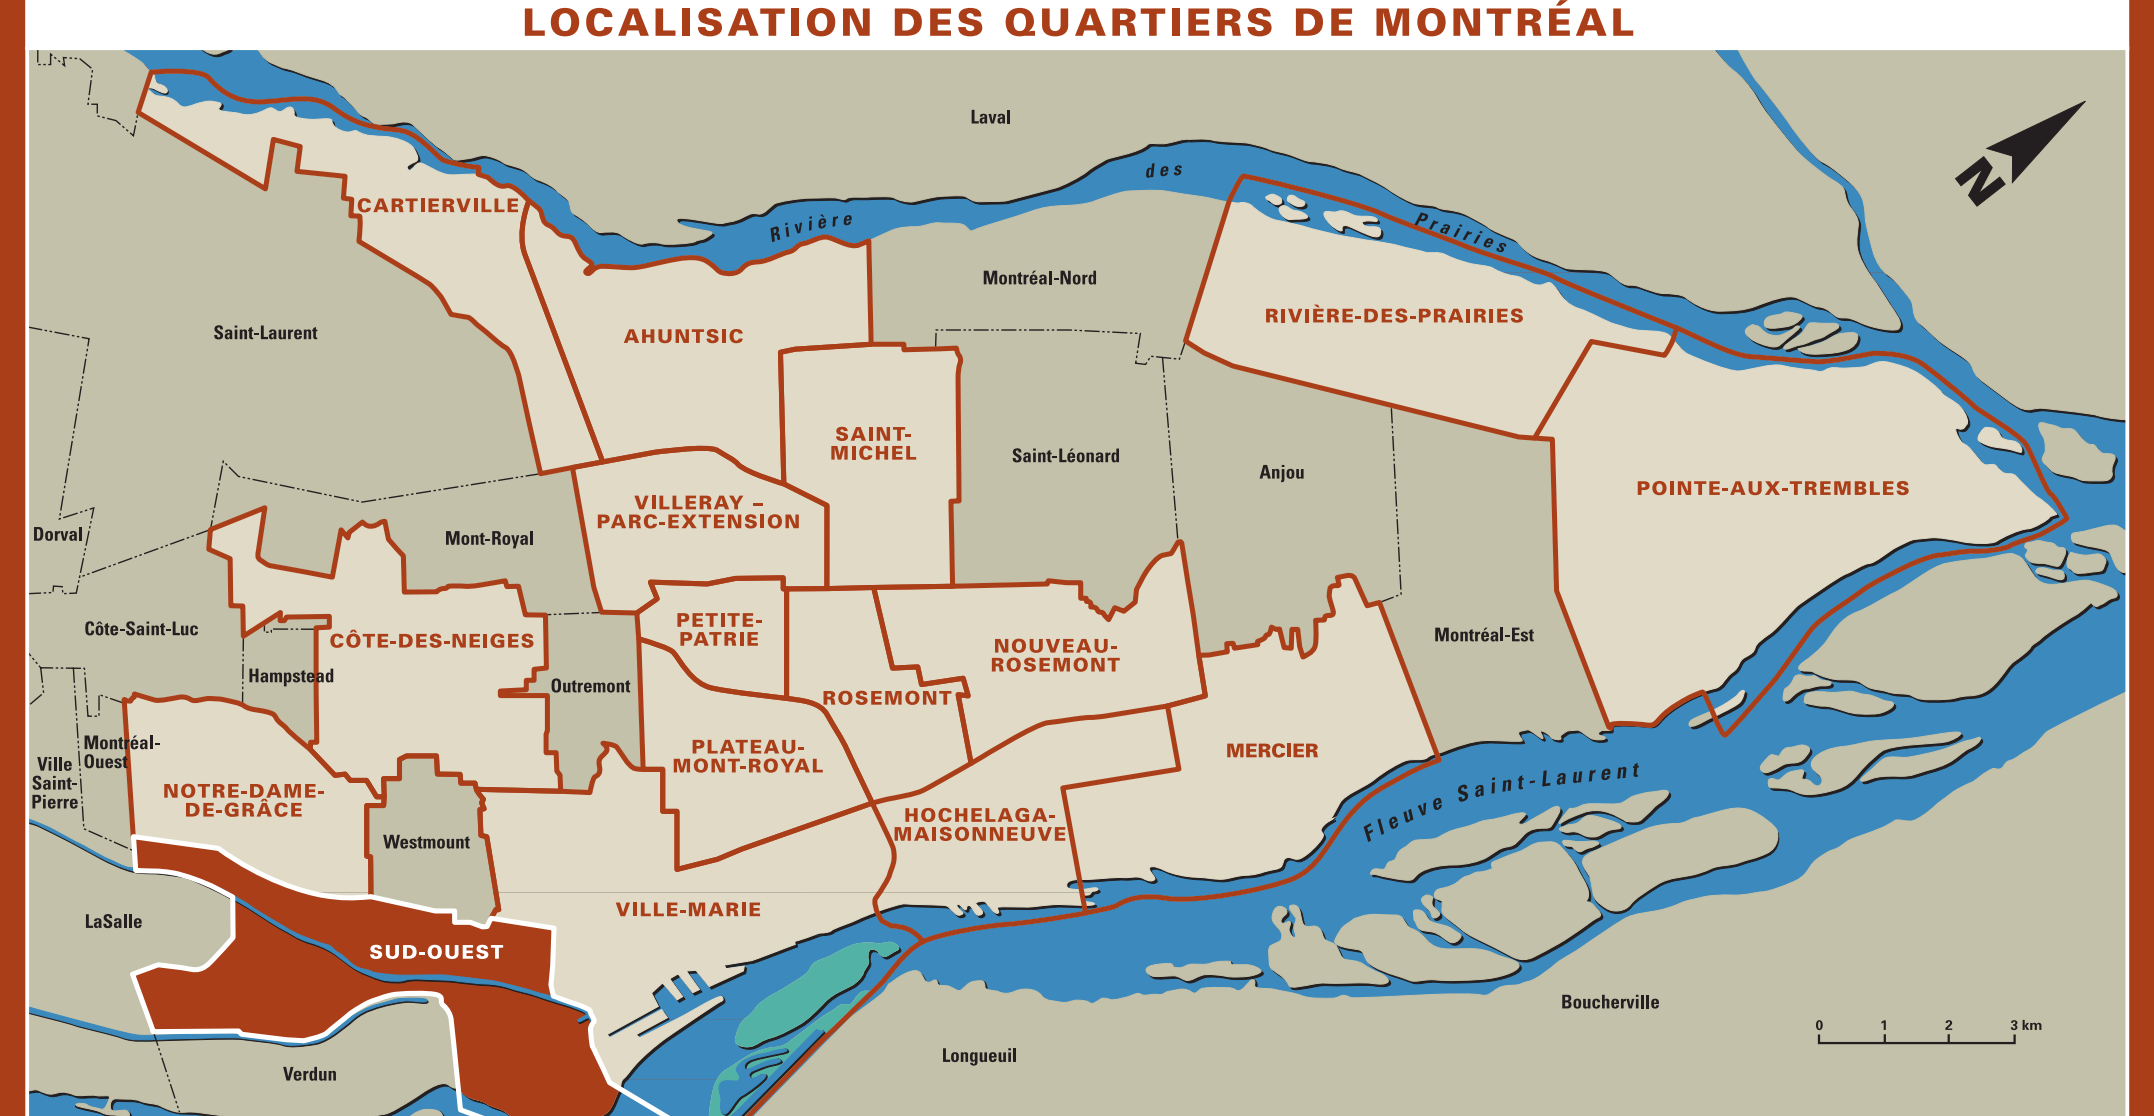 LOCALISATION DES QUARTIERS DE MONTRÉAL
Laval
des
Rivière
Prairies
N
CARTIERVILLE
Montréal-Nord
RIVIÈRE-DES-PRAIRIES
Saint-Laurent
AHUNTSIC
SAINT-
MICHEL
Saint-Léonard
Anjou
POINTE-AUX-TREMBLES
VILLERAY –
PARC-EXTENSION
Dorval
Mont-Royal
Côte-Saint-Luc
CÔTE-DES-NEIGES
PETITE-
PATRIE
NOUVEAU-
ROSEMONT
Montréal-Est
Hampstead
Outremont
ROSEMONT
Montréal-
Ouest
PLATEAU-
MONT-ROYAL
MERCIER
Ville
Saint-
Pierre
NOTRE-DAME-
DE-GRÂCE
Fleuve Saint-Laurent
HOCHELAGA-
MAISONNEUVE
Westmount
LaSalle
VILLE-MARIE
SUD-OUEST
Boucherville
Longueuil
0 1 2 3 km
Verdun